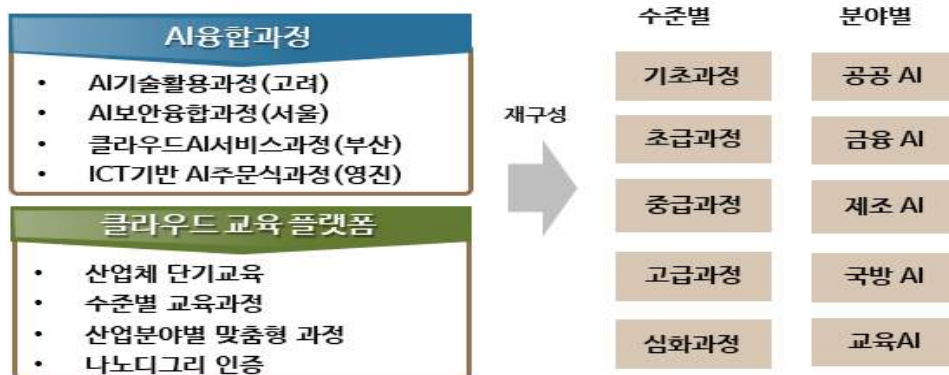 AI융합과정
• AI기술활용과정(고려)
• AI보안융합과정(서울)
• 클라우드AI서비스과정(부산)
• ICT기반 AI주문식과정(영진)
클라우드 교육 플랫폼
• 산업체 단기교육
• 수준별 교육과정
• 산업분야별 맞춤형 과정
• 나노디그리 인증
재구성
수준별 분야별
기초과정 공공 AI
초급과정 금융 AI
중급과정 제조 AI
고급과정 국방 AI
심화과정 교육AI